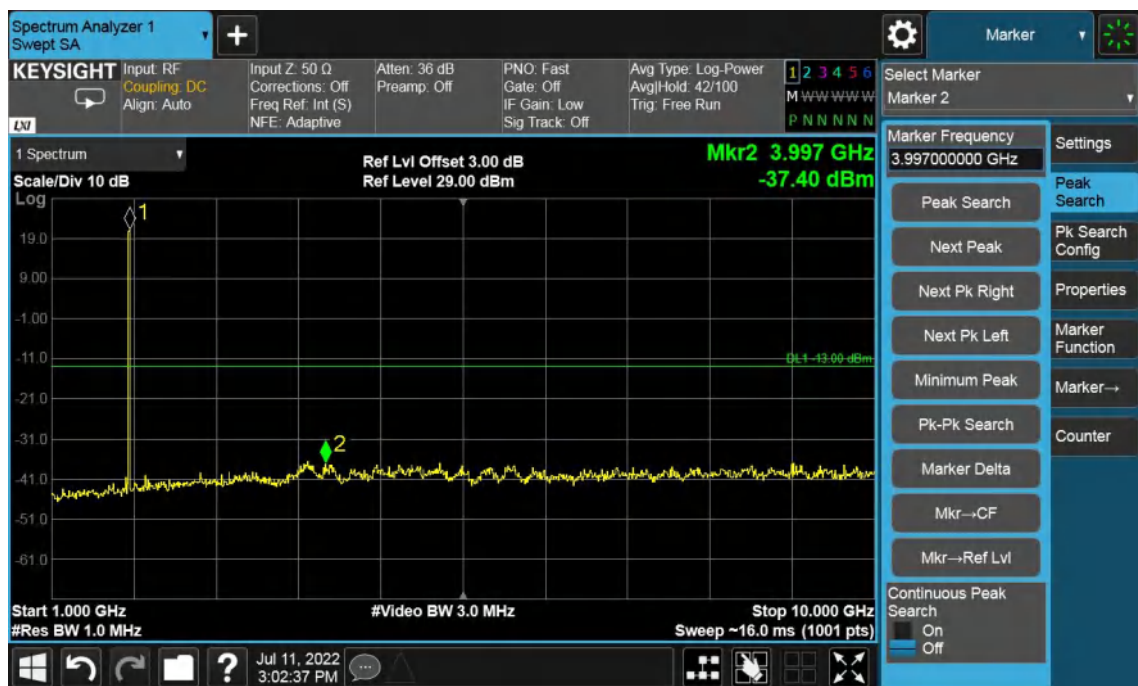 Spectrum Analyzer 1
Swept SA
+
Marker
KEYSIGHT
Input: RF
Coupling: DC
Align: Auto
LXI
Input Z: 50 Ω
Corrections: Off
Freq Ref: Int (S)
NFE: Adaptive
Atten: 36 dB
Preamp: Off
PNO: Fast
Gate: Off
IF Gain: Low
Sig Track: Off
Avg Type: Log-Power
Avg|Hold: 42/100
Trig: Free Run
1 2 3 4 5 6
M W W W W W
P N N N N N
Select Marker
Marker 2
1 Spectrum
Ref Lvl Offset 3.00 dB
Mkr2 3.997 GHz
Scale/Div 10 dB
Ref Level 29.00 dBm
-37.40 dBm
Log
1
19.0
9.00
-1.00
-11.0
DL1 -13.00 dBm
-21.0
-31.0
2
-41.0
-51.0
-61.0
Start 1.000 GHz
#Video BW 3.0 MHz
Stop 10.000 GHz
#Res BW 1.0 MHz
Sweep ~16.0 ms (1001 pts)
Marker Frequency
3.997000000 GHz
Peak Search
Next Peak
Next Pk Right
Next Pk Left
Minimum Peak
Pk-Pk Search
Marker Delta
Mkr→CF
Mkr→Ref Lvl
Continuous Peak
Search
On
Off
Settings
Peak
Search
Pk Search
Config
Properties
Marker
Function
Marker→
Counter
?
Jul 11, 2022
3:02:37 PM